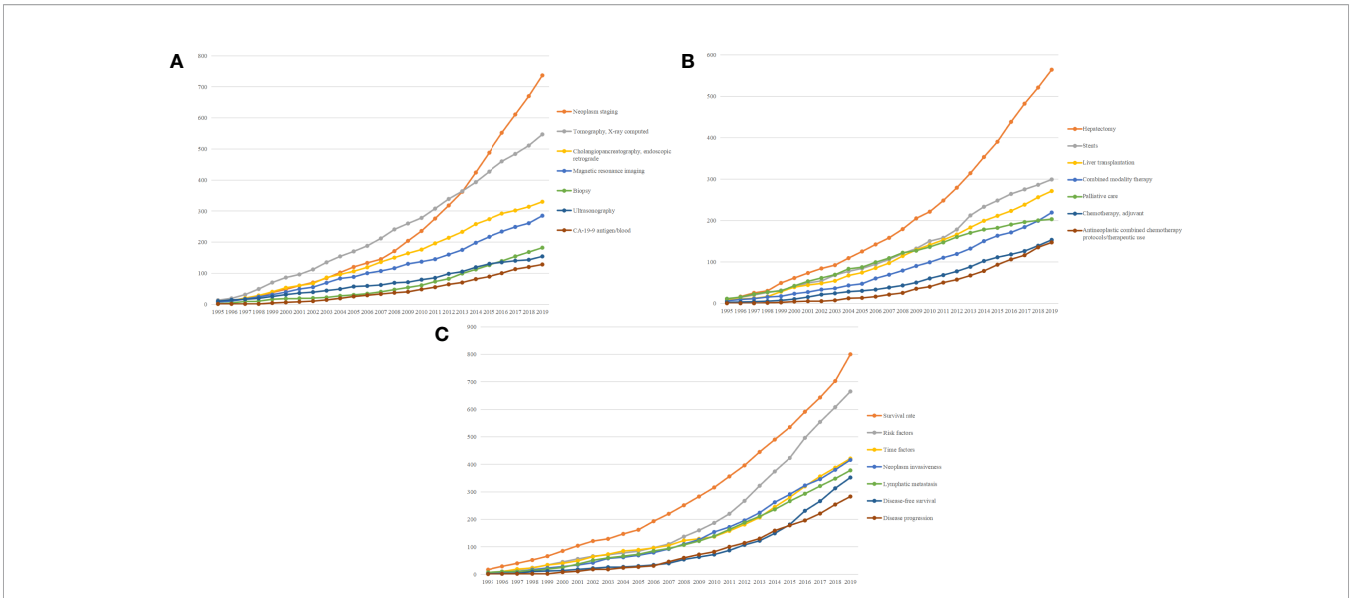 A
800
700
600
500
400
300
200
100
0
1995 1996 1997 1998 1999 2000 2001 2002 2003 2004 2005 2006 2007 2008 2009 2010 2011 2012 2013 2014 2015 2016 2017 2018 2019
Neoplasm staging
Tomography, X-ray computed
Cholangiopancreatography, endoscopic
retrograde
Magnetic resonance imaging
Biopsy
Ultrasonography
CA-19-9 antigen/blood
B
600
500
400
300
200
100
0
1995 1996 1997 1998 1999 2000 2001 2002 2003 2004 2005 2006 2007 2008 2009 2010 2011 2012 2013 2014 2015 2016 2017 2018 2019
Hepatectomy
Stests
Liver transplantation
Combined modality therapy
Palliative care
Chemotherapy, adjuvant
Antineoplastic combined chemotherapy
protocols/therapeutic use
C
900
800
700
600
500
400
300
200
100
0
1996 1997 1998 1999 2000 2001 2002 2003 2004 2005 2006 2007 2008 2009 2010 2011 2012 2013 2014 2015 2016 2017 2018 2019
Survival rate
Risk factors
Time factors
Neoplasm invasiveness
Lymphatic metastosis
Disease-free survival
Disease progression